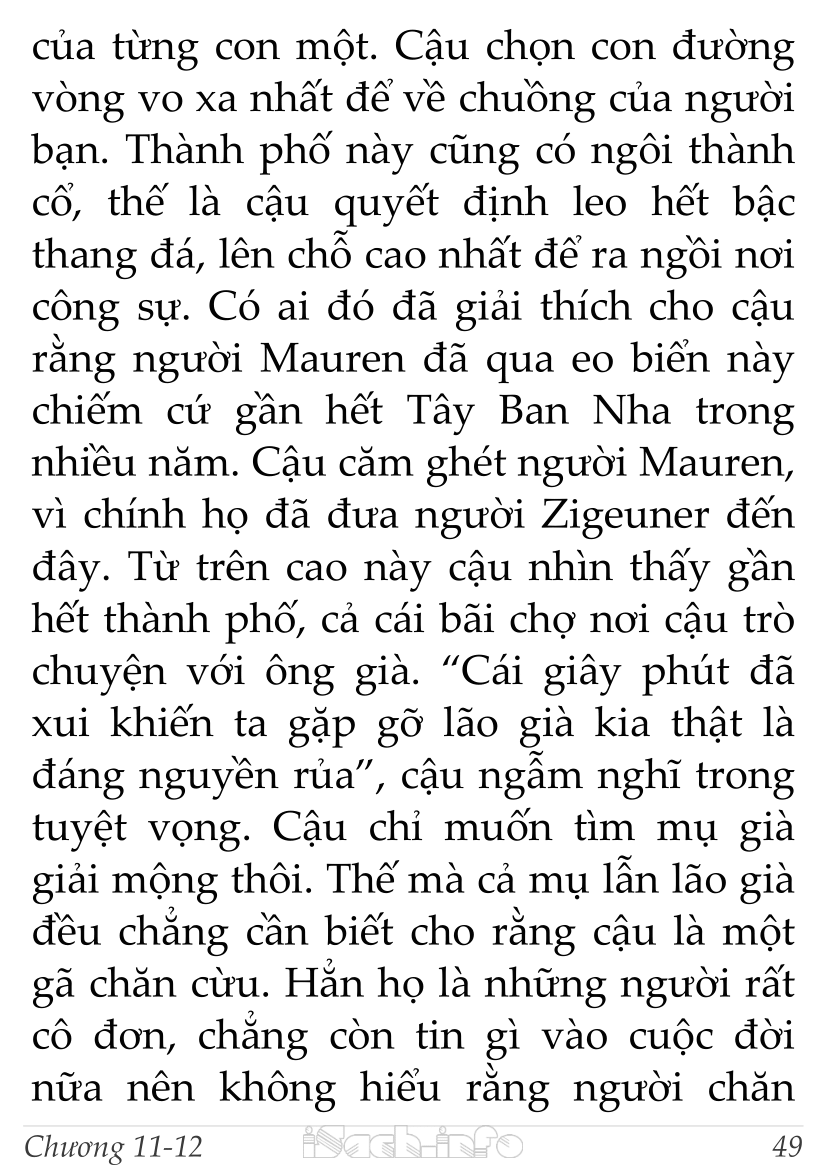 của từng con một. Cậu chọn con đường
vòng vo xa nhất để về chuồng của người
bạn. Thành phố này cũng có ngôi thành
cổ, thế là cậu quyết định leo hết bậc
thang đá, lên chỗ cao nhất để ra ngồi nơi
công sự. Có ai đó đã giải thích cho cậu
rằng người Mauren đã qua eo biển này
chiếm cứ gần hết Tây Ban Nha trong
nhiều năm. Cậu căm ghét người Mauren,
vì chính họ đã đưa người Zigeuner đến
đây. Từ trên cao này cậu nhìn thấy gần
hết thành phố, cả cái bãi chợ nơi cậu trò
chuyện với ông già. “Cái giây phút đã
xui khiến ta gặp gỡ lão già kia thật là
đáng nguyền rủa”, cậu ngẫm nghĩ trong
tuyệt vọng. Cậu chỉ muốn tìm mụ già
giải mộng thôi. Thế mà cả mụ lẫn lão già
đều chẳng cần biết cho rằng cậu là một
gã chăn cừu. Hẳn họ là những người rất
cô đơn, chẳng còn tin gì vào cuộc đời
nữa nên không hiểu rằng người chăn
Chương 11-12 iSach.info 49